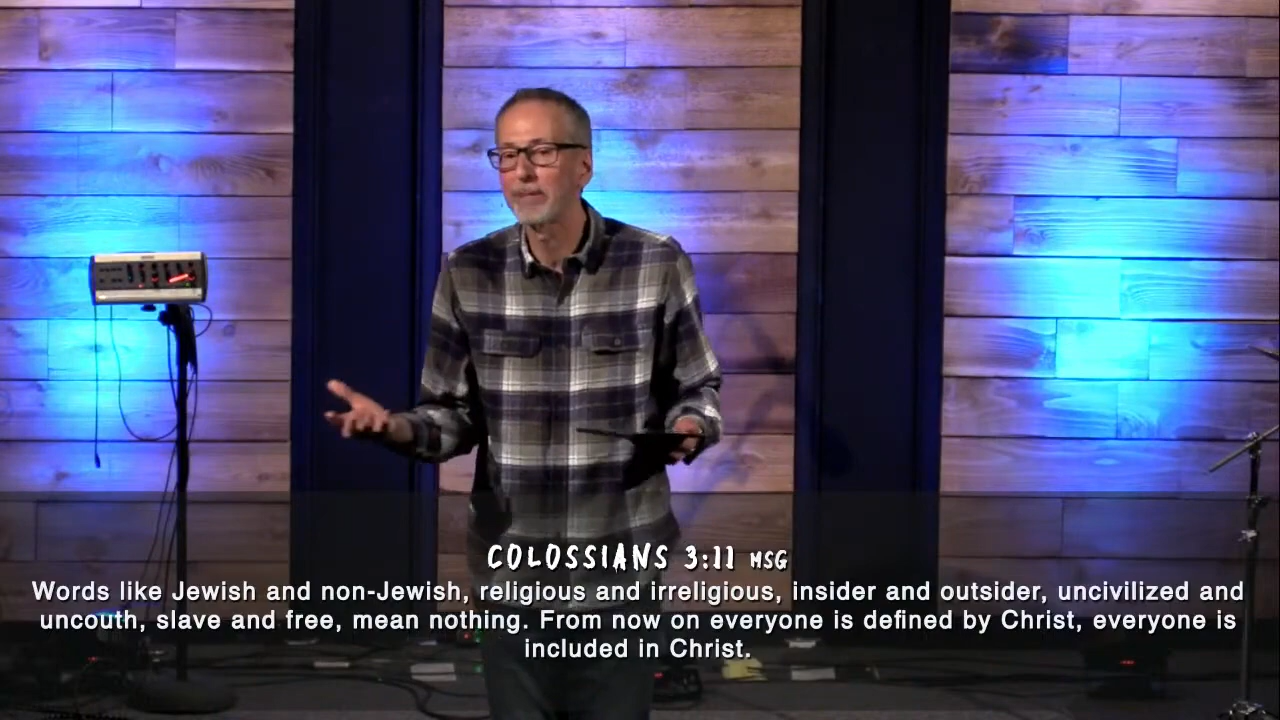 COLOSSIANS 3:11 MSG
Words like Jewish and non-Jewish, religious and irreligious, insider and outsider, uncivilized and
uncouth, slave and free, mean nothing. From now on everyone is defined by Christ, everyone is
included in Christ.